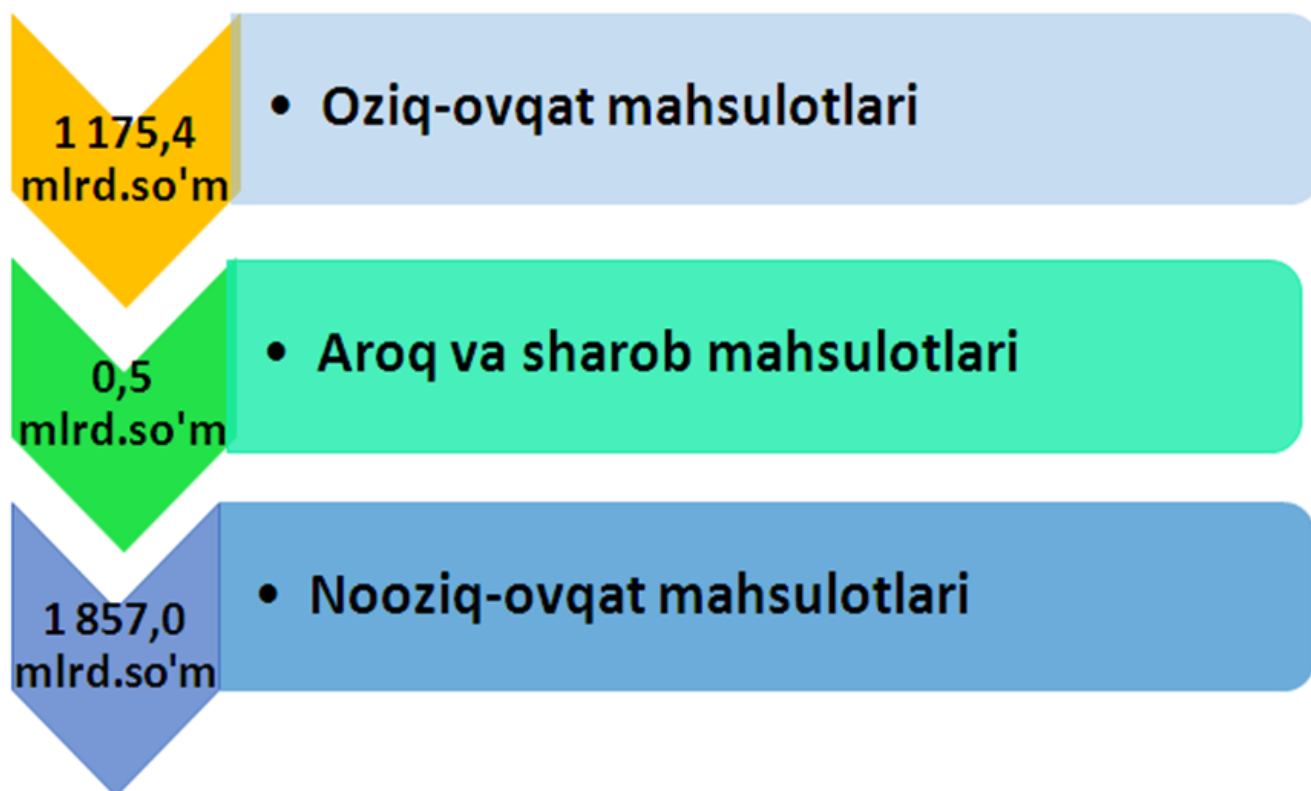 1 175,4
mlrd.so'm
• Oziq-ovqat mahsulotlari
0,5
mlrd.so'm
• Aroq va sharob mahsulotlari
1 857,0
mlrd.so'm
• Nooziq-ovqat mahsulotlari